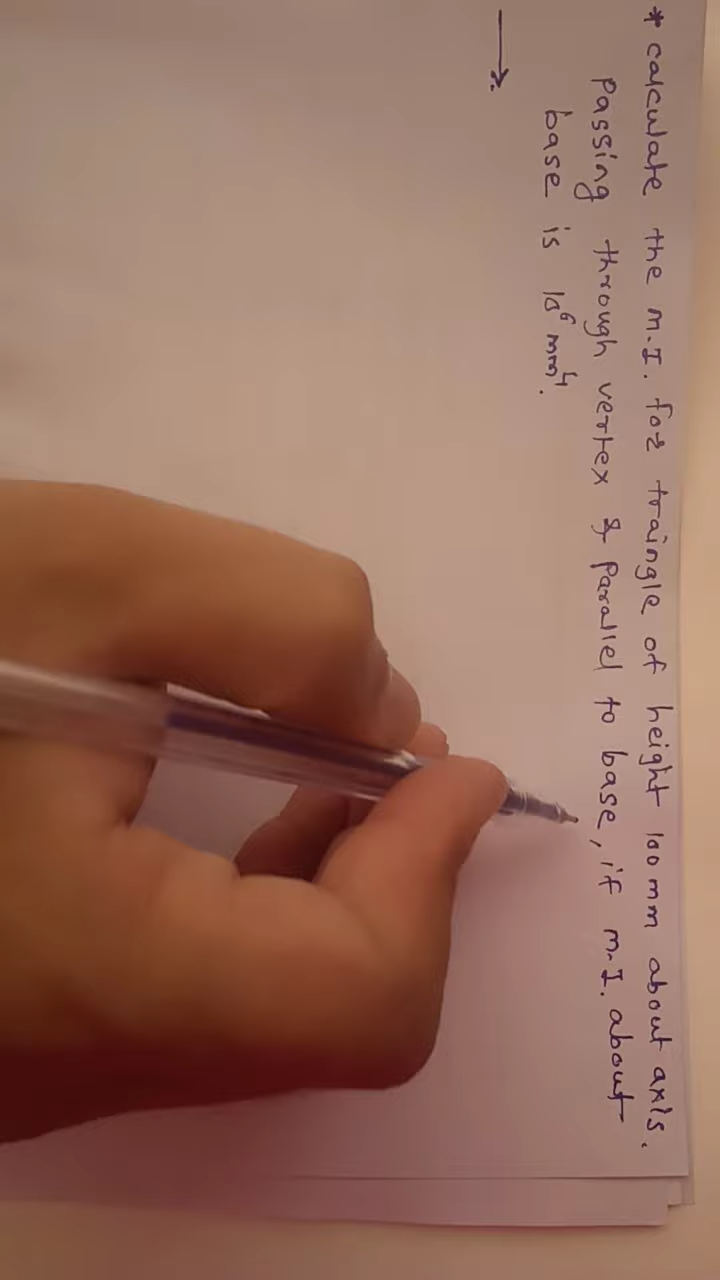 * calculate the M.I. for traingle of height 100 mm about axis.
Passing through vertex & parallel to base, if M.I. about
base is 10⁶ mm⁴.
→